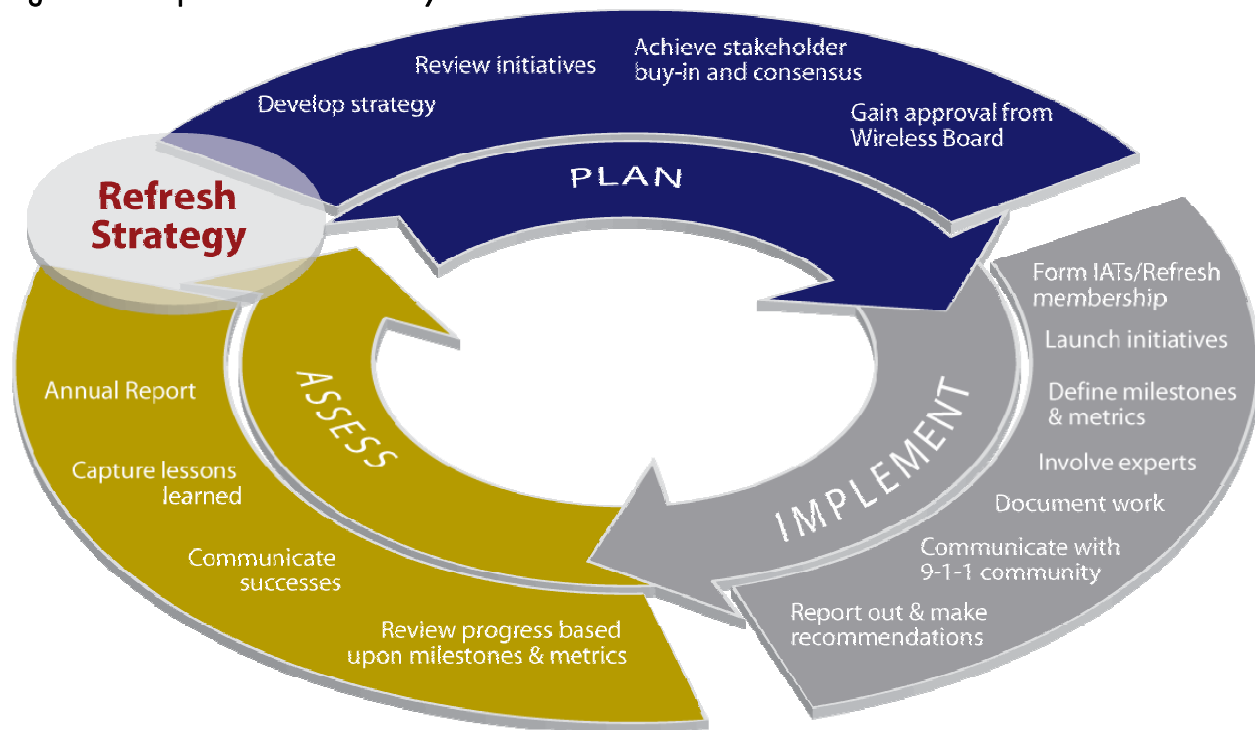 Develop strategy
Review initiatives
Achieve stakeholder
buy-in and consensus
Gain approval from
Wireless Board
PLAN
Refresh
Strategy
Form IATs/Refresh
membership
Launch initiatives
Define milestones
& metrics
Involve experts
Document work
Communicate with
9-1-1 community
Report out & make
recommendations
IMPLEMENT
Review progress based
upon milestones & metrics
Communicate
successes
Capture lessons
learned
Annual Report
ASSESS